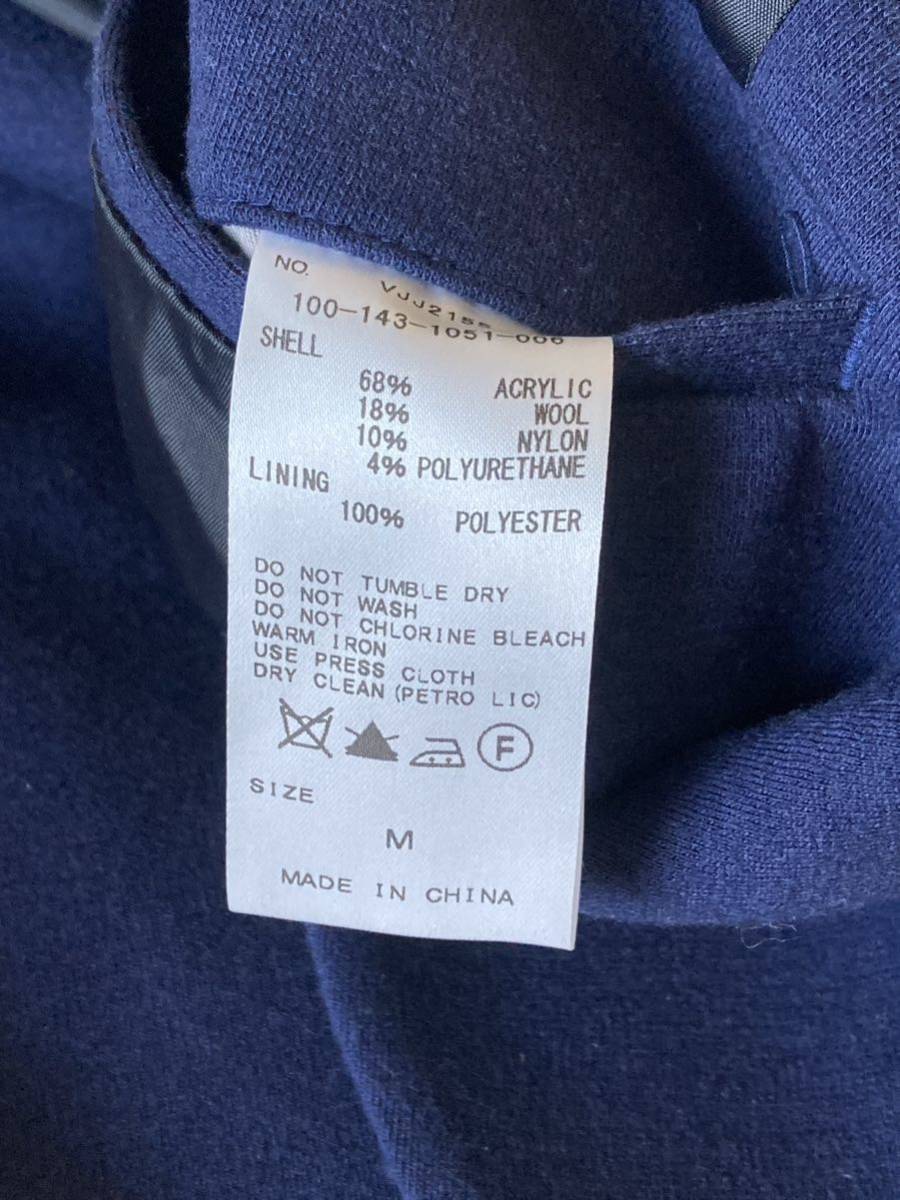 NO.
VJJ2155
100-143-1051-006
SHELL
68% ACRYLIC
18% WOOL
10% NYLON
4% POLYURETHANE
LINING
100% POLYESTER
DO NOT TUMBLE DRY
DO NOT WASH
DO NOT CHLORINE BLEACH
WARM IRON
USE PRESS CLOTH
DRY CLEAN (PETRO LIC)
F
SIZE
M
MADE IN CHINA